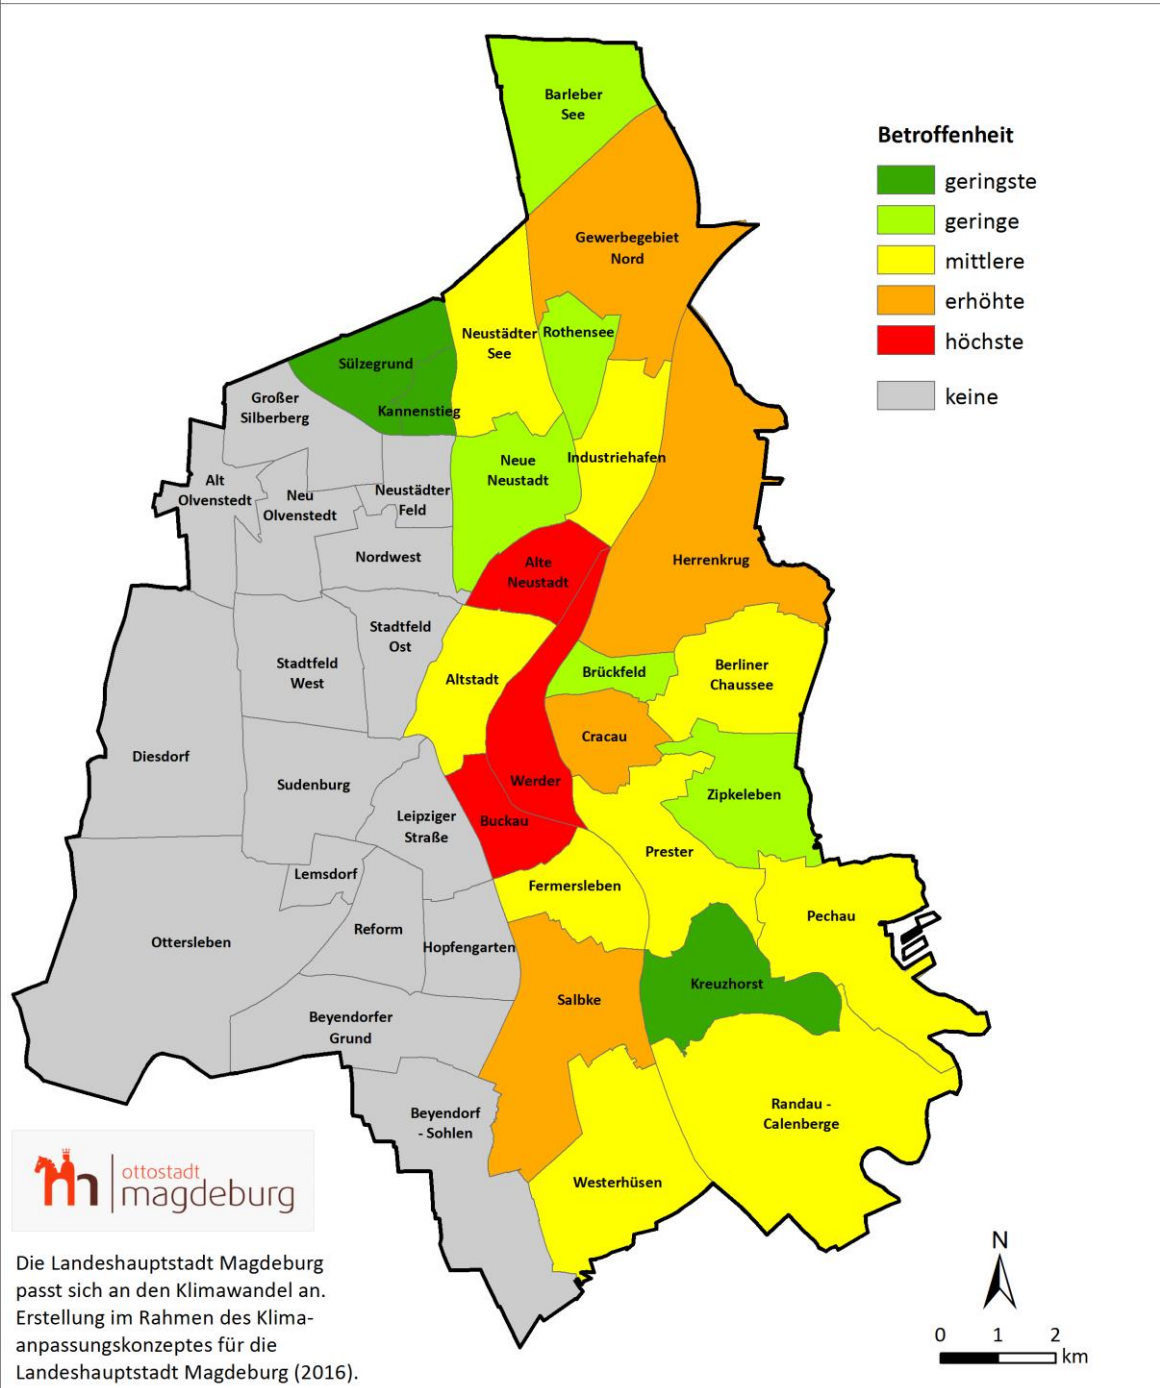 Barleber
See
Betroffenheit
geringste
geringe
mittlere
erhöhte
höchste
keine
Gewerbegebiet
Nord
Neustädter
See
Rothensee
Sülzegrund
Kannenstieg
Großer
Silberberg
Alt
Olvenstedt
Neu
Olvenstedt
Neustädter
Feld
Neue
Neustadt
Industriehafen
Nordwest
Alte
Neustadt
Herrenkrug
Stadtfeld
Ost
Stadtfeld
West
Altstadt
Brückfeld
Berliner
Chaussee
Cracau
Diesdorf
Sudenburg
Werder
Zipkeleben
Leipziger
Straße
Buckau
Prester
Lemsdorf
Fermersleben
Pechau
Ottersleben
Reform
Hopfengarten
Kreuzhorst
Salbke
Beyendorfer
Grund
Beyendorf
- Sohlen
Randau -
Calenberge
Westerhüsen
ottostadt
magdeburg
Die Landeshauptstadt Magdeburg
passt sich an den Klimawandel an.
Erstellung im Rahmen des Klima-
anpassungskonzeptes für die
Landeshauptstadt Magdeburg (2016).
N
0 1 2
km